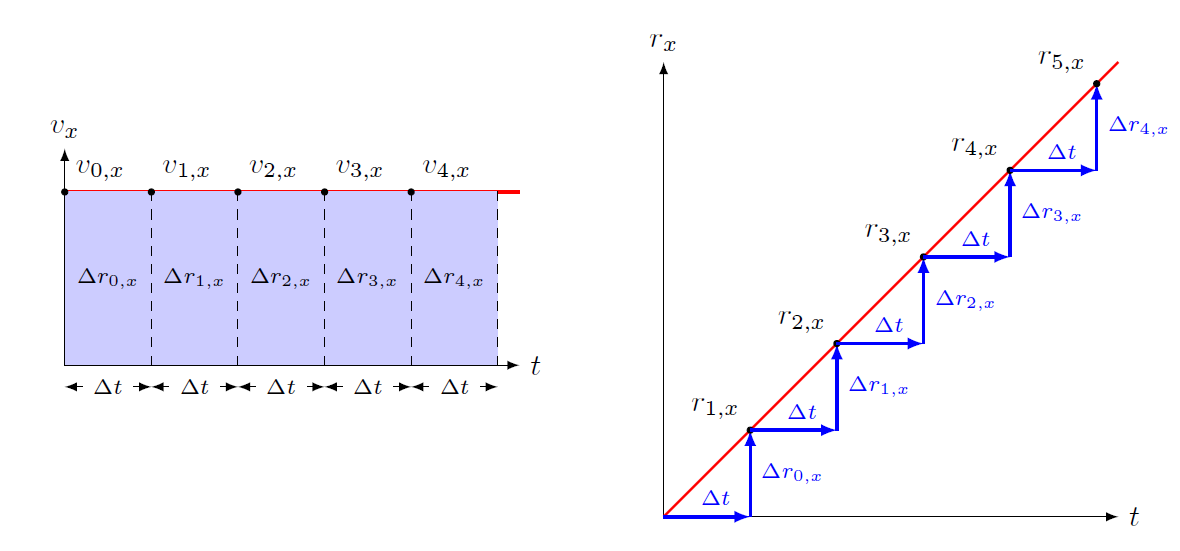 v_x
v_{0,x} v_{1,x} v_{2,x} v_{3,x} v_{4,x}
Δr_{0,x} Δr_{1,x} Δr_{2,x} Δr_{3,x} Δr_{4,x}
t
Δt Δt Δt Δt Δt
r_x
r_{5,x}
Δr_{4,x}
r_{4,x} Δt
Δr_{3,x}
r_{3,x} Δt
Δr_{2,x}
r_{2,x} Δt
Δr_{1,x}
r_{1,x} Δt
Δr_{0,x}
Δt
t